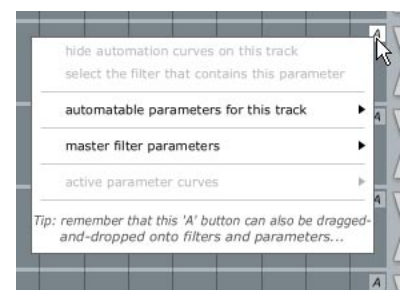 A
hide automation curves on this track
select the filter that contains this parameter
automatable parameters for this track
A
master filter parameters
active parameter curves
A
Tip: remember that this 'A' button can also be dragged-
and-dropped onto filters and parameters...
A